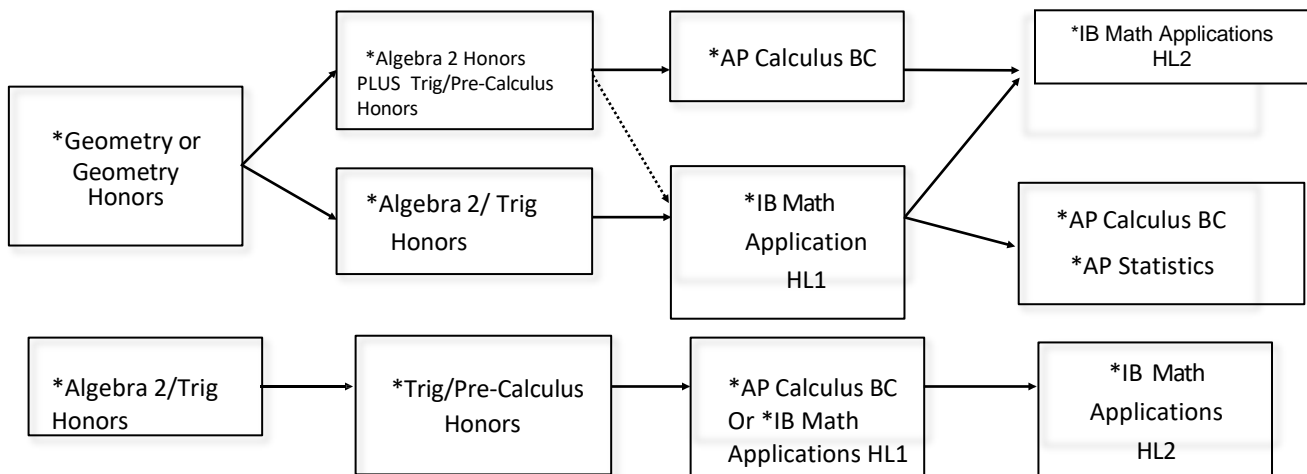 *Geometry or
Geometry
Honors
*Algebra 2 Honors
PLUS Trig/Pre-Calculus
Honors
*Algebra 2/ Trig
Honors
*AP Calculus BC
*IB Math
Application
HL1
*IB Math Applications
HL2
*AP Calculus BC
*AP Statistics
*Algebra 2/Trig
Honors
*Trig/Pre-Calculus
Honors
*AP Calculus BC
Or *IB Math
Applications HL1
*IB Math
Applications
HL2